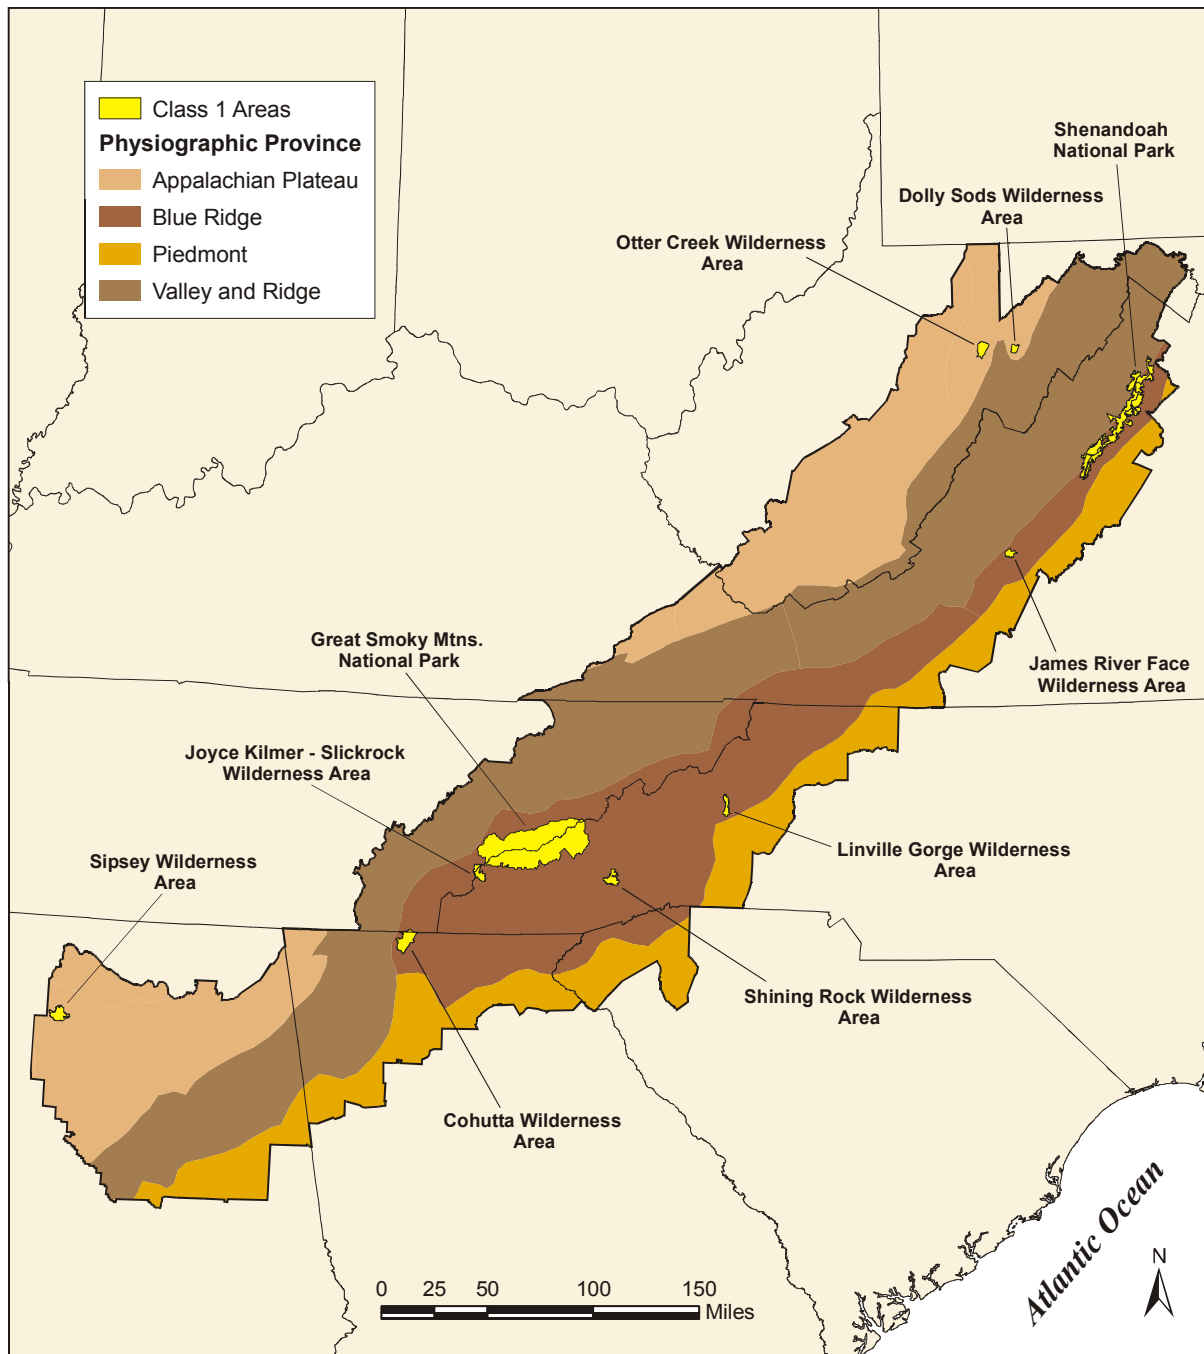 Class 1 Areas
Physiographic Province
Appalachian Plateau
Blue Ridge
Piedmont
Valley and Ridge
Shenandoah
National Park
Dolly Sods Wilderness
Area
Otter Creek Wilderness
Area
Great Smoky Mtns.
National Park
James River Face
Wilderness Area
Joyce Kilmer - Slickrock
Wilderness Area
Sipsey Wilderness
Area
Linville Gorge Wilderness
Area
Shining Rock Wilderness
Area
Cohutta Wilderness
Area
Atlantic Ocean
N
0 25 50 100 150
Miles